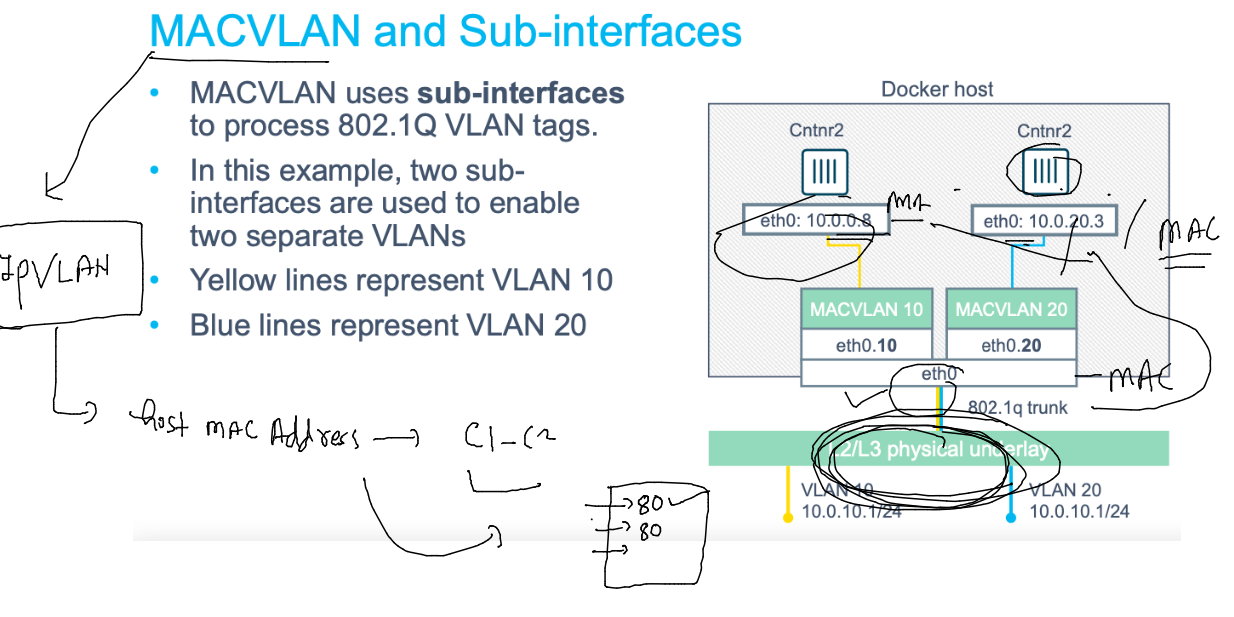 MACVLAN and Sub-interfaces
• MACVLAN uses sub-interfaces
to process 802.1Q VLAN tags.
• In this example, two sub-
interfaces are used to enable
two separate VLANs
• Yellow lines represent VLAN 10
• Blue lines represent VLAN 20
IpVLAN
host MAC Address → C1-C2
→ 80
→ 80
Docker host
Cntnr2
Cntnr2
eth0: 10.0.0.8
eth0: 10.0.20.3
MAC
MACVLAN 10
MACVLAN 20
eth0.10
eth0.20
eth0
MAC
802.1q trunk
L2/L3 physical underlay
VLAN 10
10.0.10.1/24
VLAN 20
10.0.10.1/24